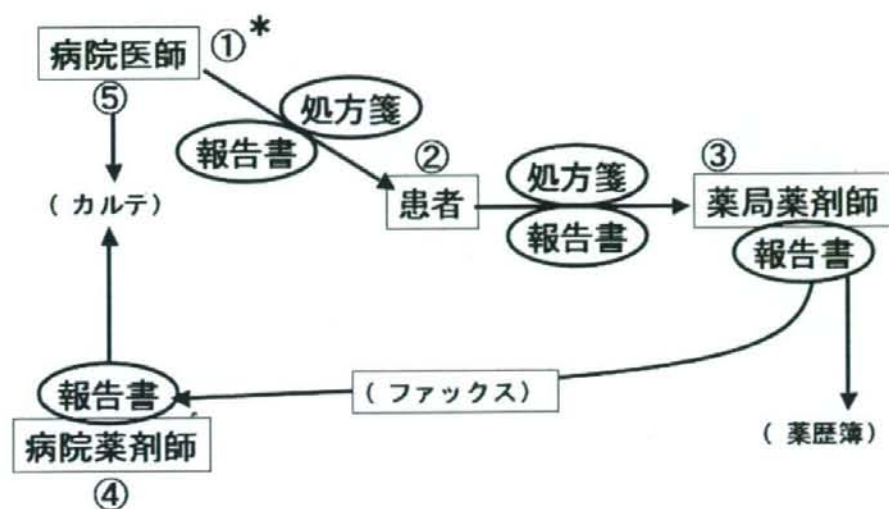 ①*
病院医師
⑤
処方箋
報告書
②
患者
処方箋
報告書
③
薬局薬剤師
報告書
(カルテ)
報告書
(ファックス)
病院薬剤師
④
(薬歴簿)